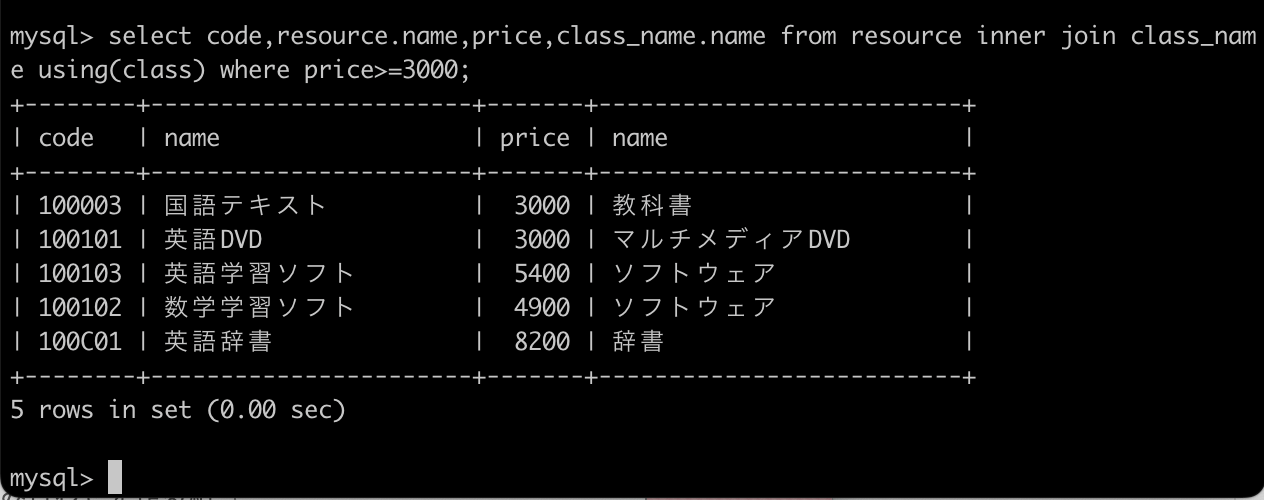 mysql> select code,resource.name,price,class_name.name from resource inner join class_nam
e using(class) where price>=3000;
+--------+-----------------------+-------+--------------------------+
| code   | name                  | price | name                     |
+--------+-----------------------+-------+--------------------------+
| 100003 | 国語テキスト          |  3000 | 教科書                   |
| 100101 | 英語DVD               |  3000 | マルチメディアDVD        |
| 100103 | 英語学習ソフト        |  5400 | ソフトウェア             |
| 100102 | 数学学習ソフト        |  4900 | ソフトウェア             |
| 100C01 | 英語辞書              |  8200 | 辞書                     |
+--------+-----------------------+-------+--------------------------+
5 rows in set (0.00 sec)
mysql>